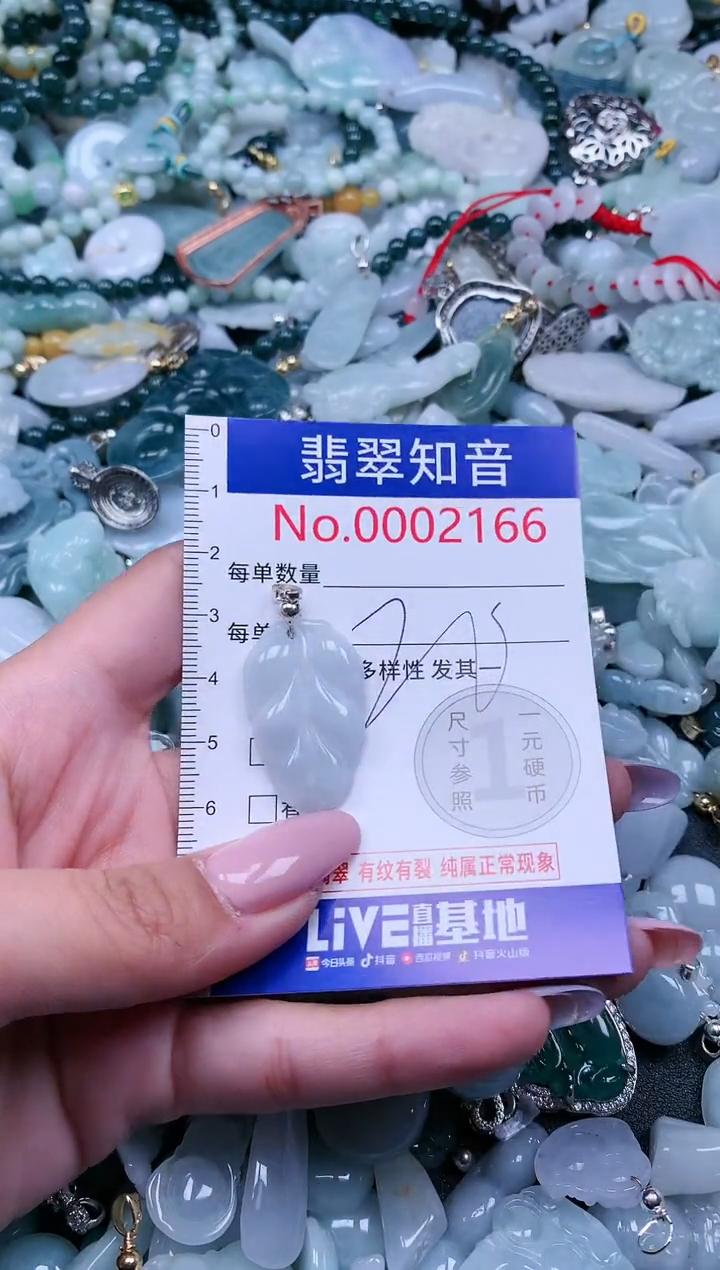 翡翠知音
No.0002166
每单数量
每单
多样性 发其一
尺寸参照
一元硬币
1
有
翡翠 有纹有裂 纯属正常现象
LiVE直播基地
今日头条 抖音 西瓜视频 抖音火山版
0
1
2
3
4
5
6